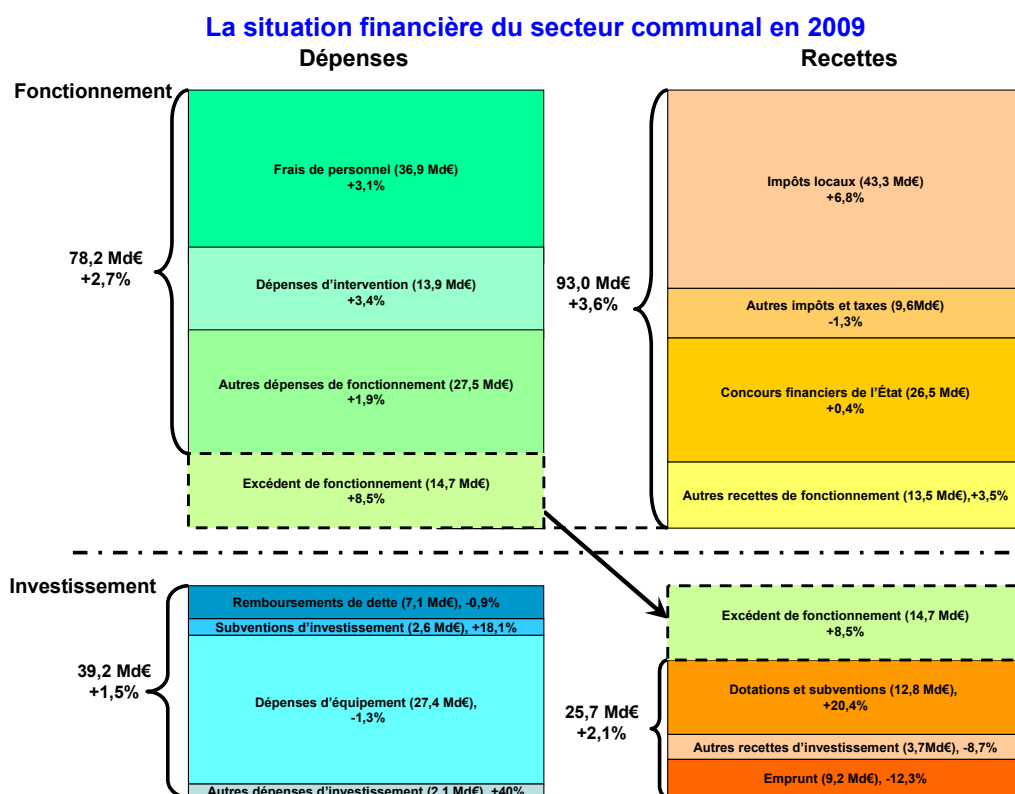 La situation financière du secteur communal en 2009
Dépenses
Recettes
Fonctionnement
Frais de personnel (36,9 Md€)
+3,1%
Dépenses d'intervention (13,9 Md€)
+3,4%
Autres dépenses de fonctionnement (27,5 Md€)
+1,9%
78,2 Md€
+2,7%
Excédent de fonctionnement (14,7 Md€)
+8,5%
Impôts locaux (43,3 Md€)
+6,8%
Autres impôts et taxes (9,6Md€)
-1,3%
Concours financiers de l'État (26,5 Md€)
+0,4%
Autres recettes de fonctionnement (13,5 Md€),+3,5%
93,0 Md€
+3,6%
Investissement
Remboursements de dette (7,1 Md€), -0,9%
Subventions d'investissement (2,6 Md€), +18,1%
Dépenses d'équipement (27,4 Md€),
-1,3%
Autres dépenses d'investissement (2,1 Md€), +40%
39,2 Md€
+1,5%
Excédent de fonctionnement (14,7 Md€)
+8,5%
Dotations et subventions (12,8 Md€),
+20,4%
Autres recettes d'investissement (3,7Md€), -8,7%
Emprunt (9,2 Md€), -12,3%
25,7 Md€
+2,1%